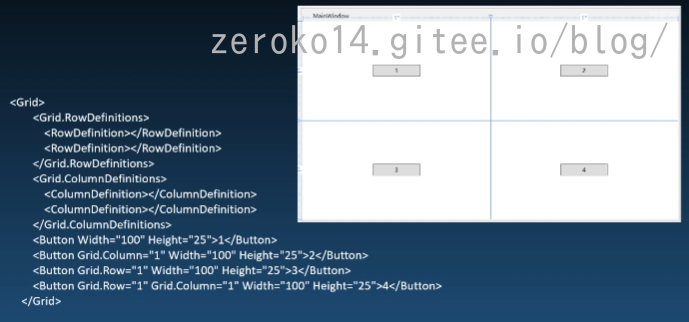 MainWindow
zeroko14.gitee.io/blog/
1
2
3
4
<Grid>
<Grid.RowDefinitions>
<RowDefinition></RowDefinition>
<RowDefinition></RowDefinition>
</Grid.RowDefinitions>
<Grid.ColumnDefinitions>
<ColumnDefinition></ColumnDefinition>
<ColumnDefinition></ColumnDefinition>
</Grid.ColumnDefinitions>
<Button Width="100" Height="25">1</Button>
<Button Grid.Column="1" Width="100" Height="25">2</Button>
<Button Grid.Row="1" Width="100" Height="25">3</Button>
<Button Grid.Row="1" Grid.Column="1" Width="100" Height="25">4</Button>
</Grid>